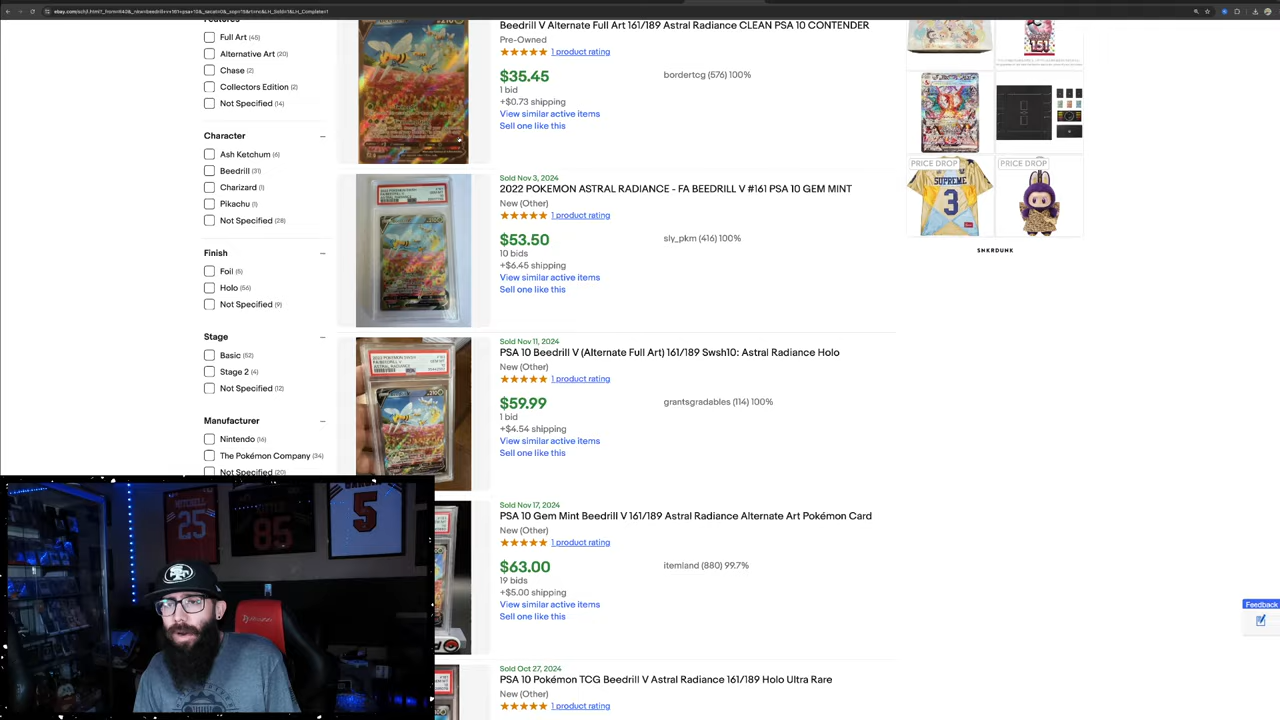 Features
Full Art (45)
Alternative Art (20)
Chase (2)
Collectors Edition (2)
Not Specified (14)
Character
Ash Ketchum (6)
Beedrill (31)
Charizard (1)
Pikachu (1)
Not Specified (28)
Finish
Foil (6)
Holo (56)
Not Specified (9)
Stage
Basic (52)
Stage 2 (4)
Not Specified (12)
Manufacturer
Nintendo (16)
The Pokémon Company (34)
Not Specified (20)
Beedrill V Alternate Full Art 161/189 Astral Radiance CLEAN PSA 10 CONTENDER
Pre-Owned
1 product rating
$35.45
bordertcg (576) 100%
1 bid
+$0.73 shipping
View similar active items
Sell one like this
Sold Nov 3, 2024
2022 POKEMON ASTRAL RADIANCE - FA BEEDRILL V #161 PSA 10 GEM MINT
New (Other)
1 product rating
$53.50
sly_pkm (416) 100%
10 bids
+$6.45 shipping
View similar active items
Sell one like this
Sold Nov 11, 2024
PSA 10 Beedrill V (Alternate Full Art) 161/189 Swsh10: Astral Radiance Holo
New (Other)
1 product rating
$59.99
grantsgradables (114) 100%
1 bid
+$4.54 shipping
View similar active items
Sell one like this
Sold Nov 17, 2024
PSA 10 Gem Mint Beedrill V 161/189 Astral Radiance Alternate Art Pokémon Card
New (Other)
1 product rating
$63.00
itemland (880) 99.7%
19 bids
+$5.00 shipping
View similar active items
Sell one like this
Sold Oct 27, 2024
PSA 10 Pokémon TCG Beedrill V Astral Radiance 161/189 Holo Ultra Rare
New (Other)
1 product rating
151
PRICE DROP
PRICE DROP
SUPREME
3
SNKRDUNK
Feedback
25
85
5